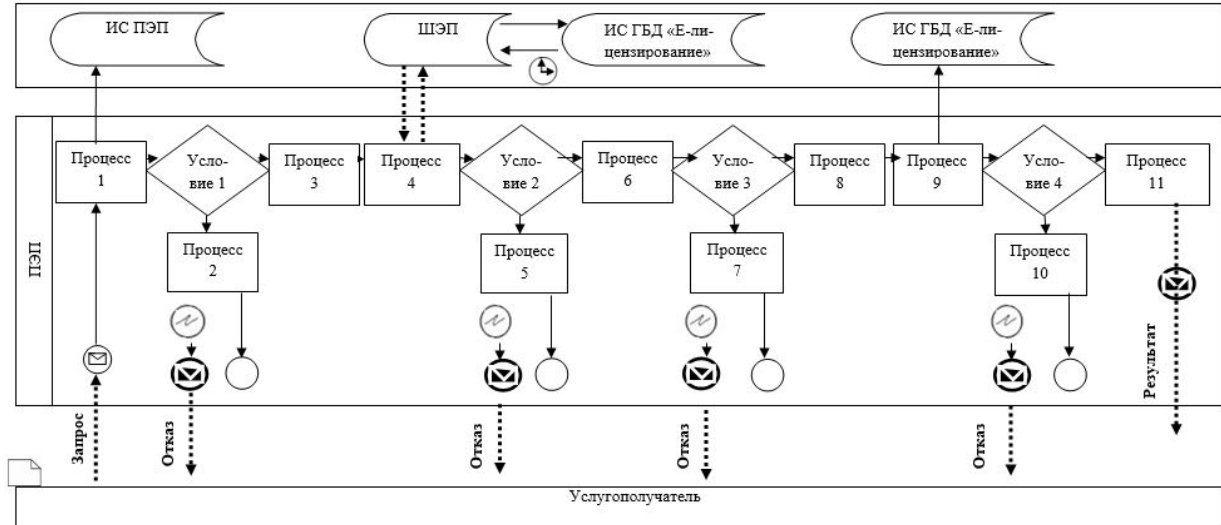 ИС ПЭП
ШЭП
ИС ГБД «Е-ли-
цензирование»
ИС ГБД «Е-ли-
цензирование»
ПЭП
Процесс
1
Усло-
вие 1
Процесс
3
Процесс
4
Усло-
вие 2
Процесс
6
Усло-
вие 3
Процесс
8
Процесс
9
Усло-
вие 4
Процесс
11
Процесс
2
Процесс
5
Процесс
7
Процесс
10
Запрос
Отказ
Отказ
Отказ
Отказ
Результат
Услугополучатель